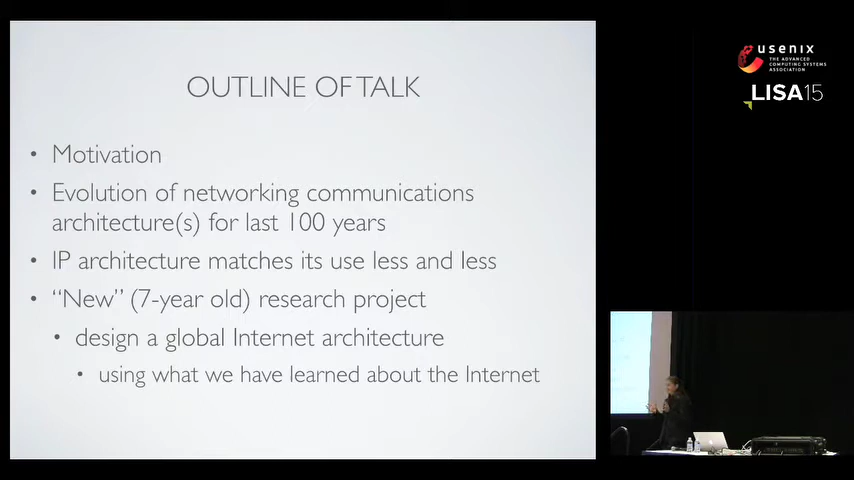 OUTLINE OF TALK
• Motivation
• Evolution of networking communications
architecture(s) for last 100 years
• IP architecture matches its use less and less
• “New” (7-year old) research project
• design a global Internet architecture
• using what we have learned about the Internet
usenix
THE ADVANCED
COMPUTING SYSTEMS
ASSOCIATION
LISA15